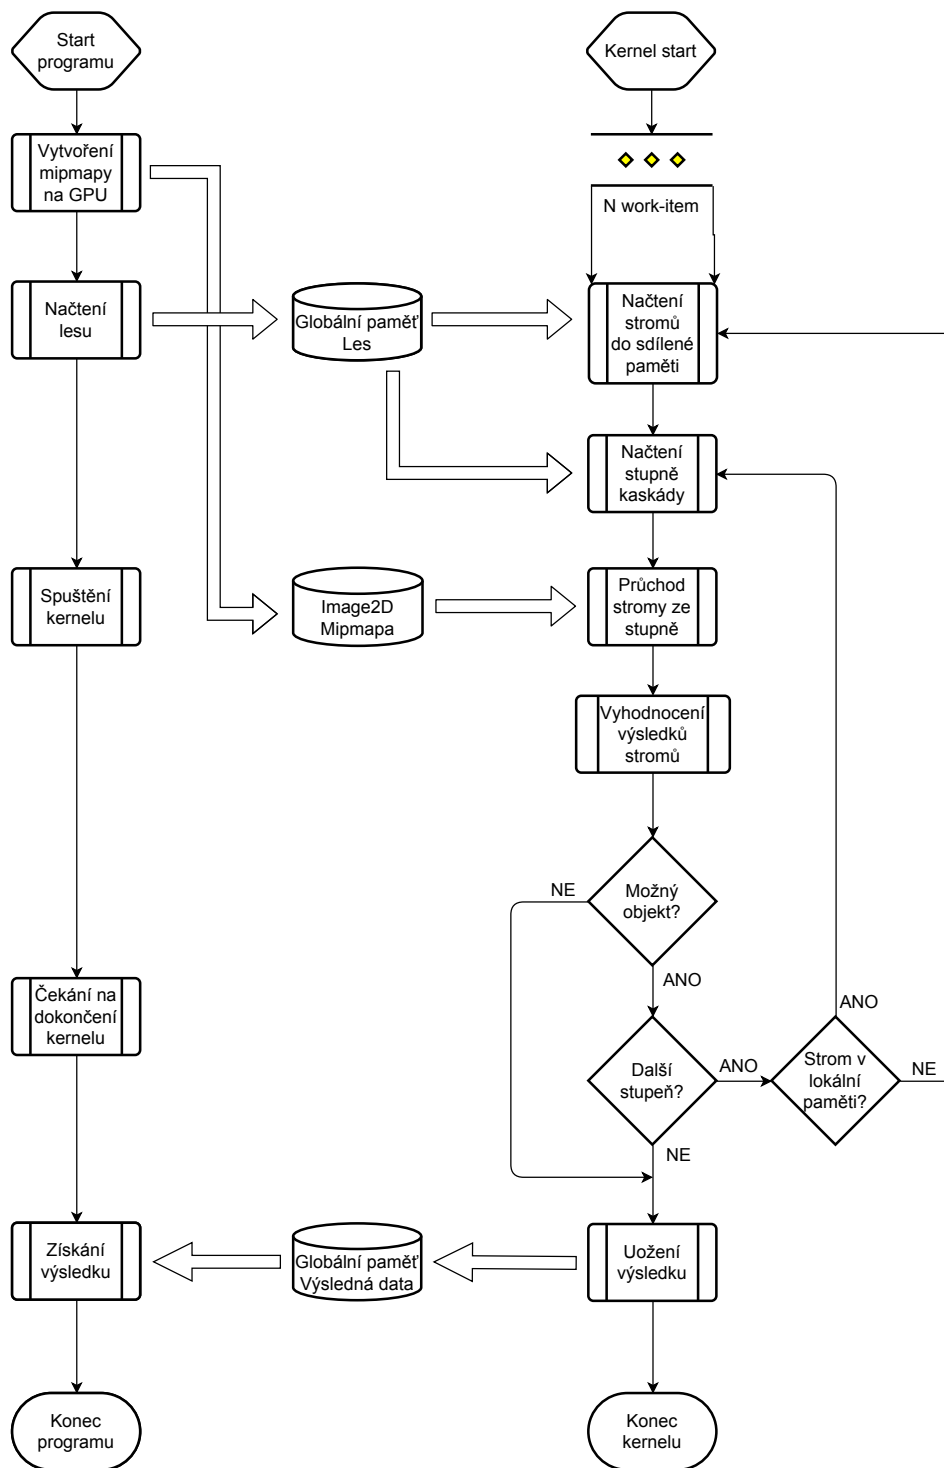 Start
programu
Kernel start
Vytvoření
mipmapy
na GPU
N work-item
Načtení
lesu
Globální paměť
Les
Načtení
stromů
do sdílené
paměti
Načtení
stupně
kaskády
Spuštění
kernelu
Image2D
Mipmapa
Průchod
stromy ze
stupně
Vyhodnocení
výsledků
stromů
NE
Možný
objekt?
ANO
Čekání na
dokončení
kernelu
ANO
Další
stupeň?
ANO
Strom v
lokální
paměti?
NE
NE
Získání
výsledku
Globální paměť
Výsledná data
Uožení
výsledku
Konec
programu
Konec
kernelu